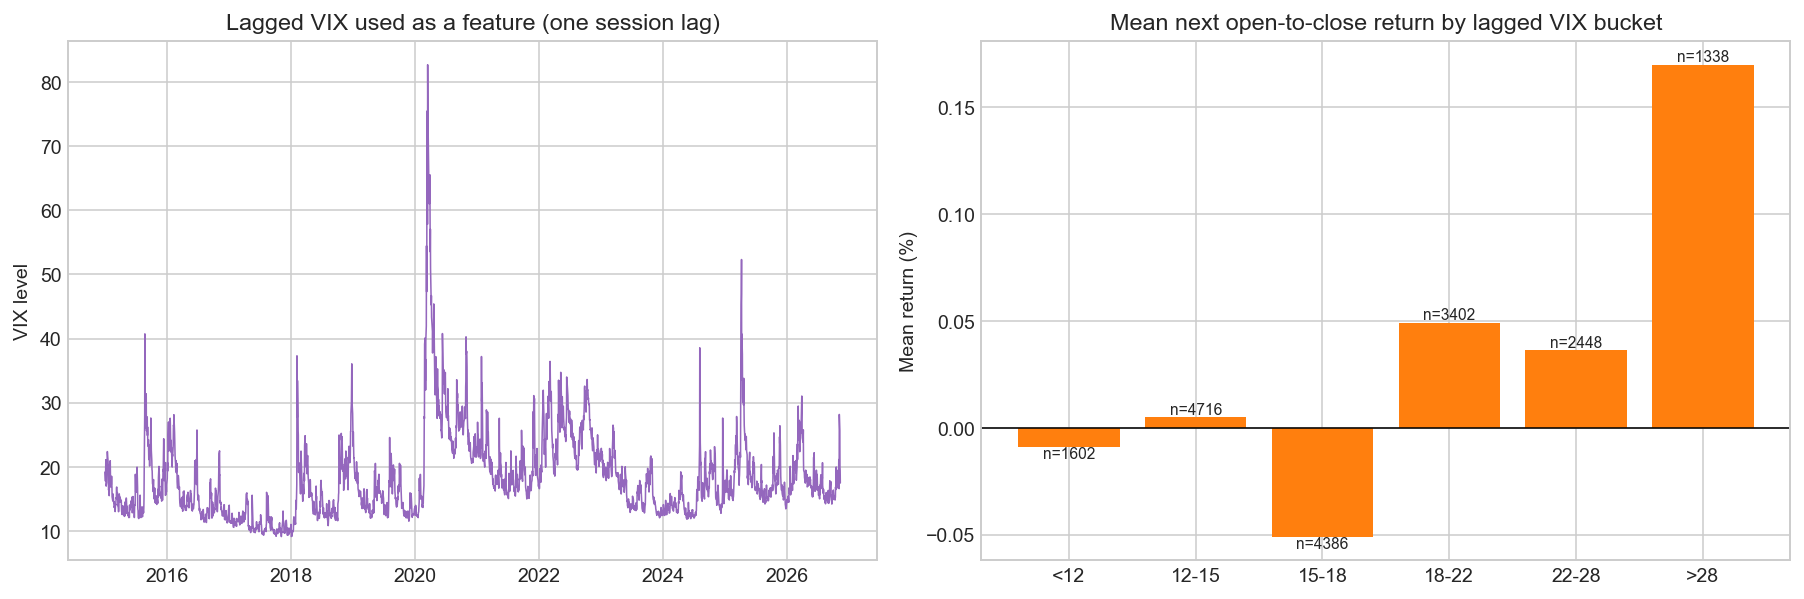 Lagged VIX used as a feature (one session lag)
VIX level
80
70
60
50
40
30
20
10
2016 2018 2020 2022 2024 2026
Mean next open-to-close return by lagged VIX bucket
Mean return (%)
0.15
0.10
0.05
0.00
−0.05
n=1602
n=4716
n=4386
n=3402
n=2448
n=1338
<12 12-15 15-18 18-22 22-28 >28